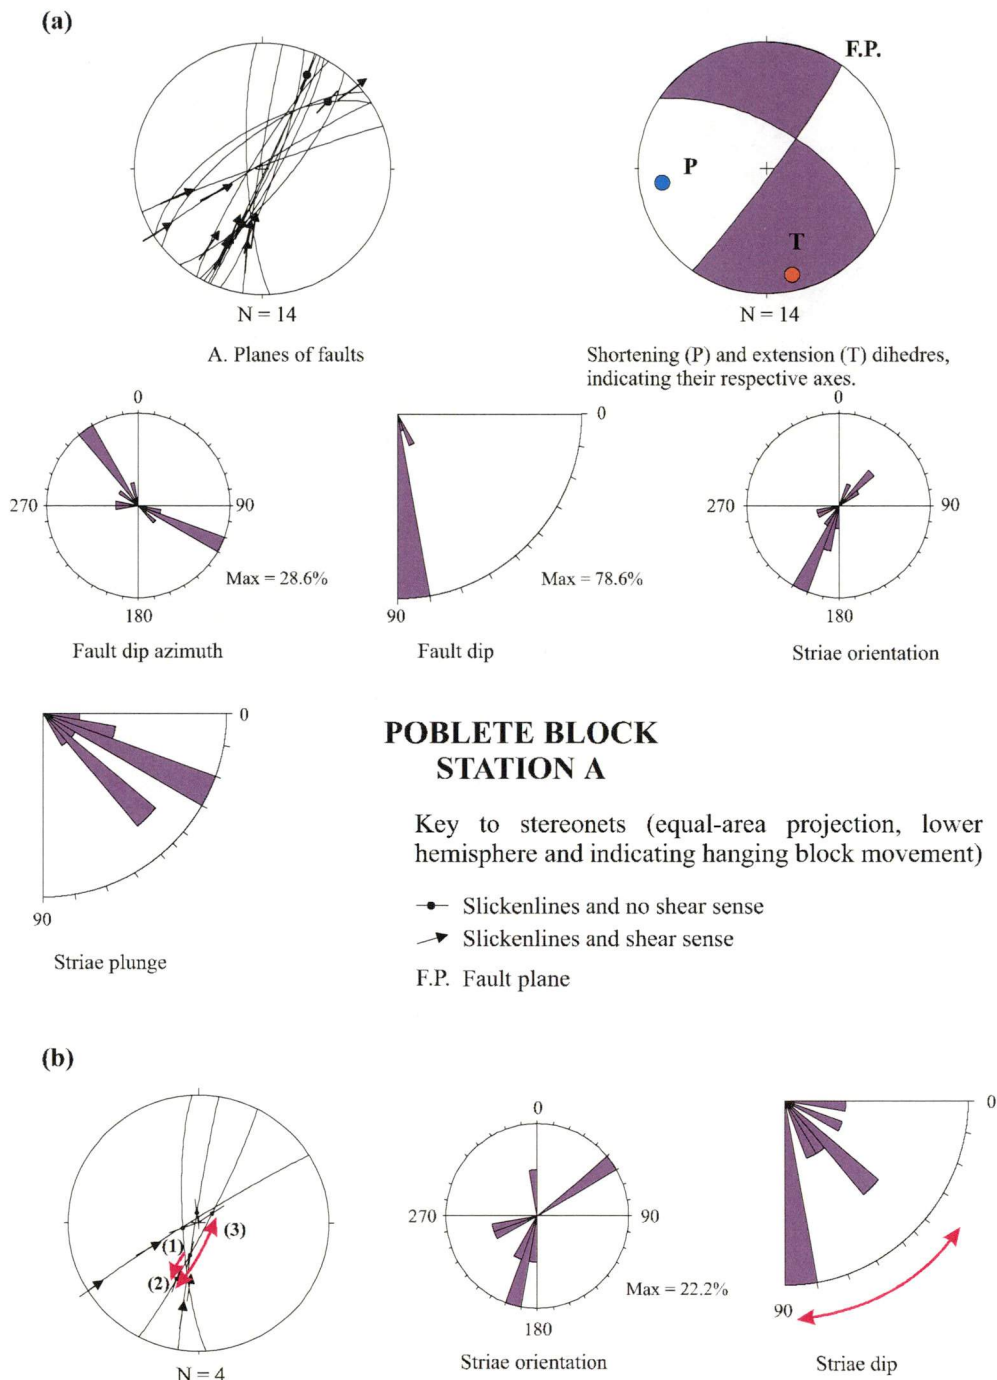 (a)
F.P.
P
T
N = 14
N = 14
A. Planes of faults
Shortening (P) and extension (T) dihedres,
indicating their respective axes.
0
0
0
270
90
270
90
Max = 28.6%
Max = 78.6%
180
90
180
Fault dip azimuth
Fault dip
Striae orientation
0
90
Striae plunge
POBLETE BLOCK
STATION A
Key to stereonets (equal-area projection, lower
hemisphere and indicating hanging block movement)
Slickenlines and no shear sense
Slickenlines and shear sense
F.P. Fault plane
(b)
0
0
270
90
(3)
(1)
(2)
Max = 22.2%
90
180
N = 4
Striae orientation
Striae dip